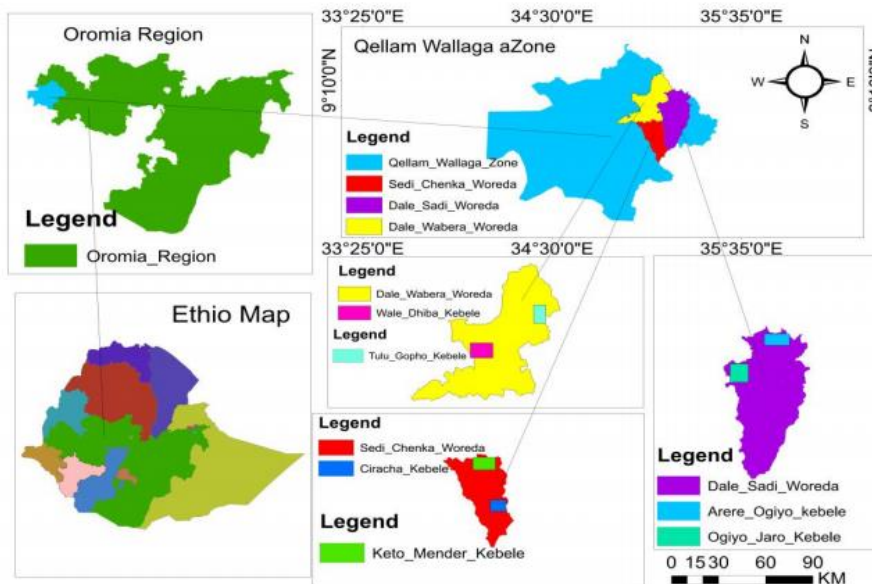 Oromia Region
Legend
Oromia_Region
33°25'0"E 34°30'0"E 35°35'0"E
9°10'0"N
Qellam Wallaga aZone
N
W E
S
Legend
Qellam_Wallaga_Zone
Sedi_Chenka_Woreda
Dale_Sadi_Woreda
Dale_Wabera_Woreda
33°25'0"E 34°30'0"E 35°35'0"E
Ethio Map
Legend
Dale_Wabera_Woreda
Wale_Dhiba_Kebele
Legend
Tulu_Gopho_Kebele
Legend
Sedi_Chenka_Woreda
Ciracha_Kebele
Legend
Keto_Mender_Kebele
Legend
Dale_Sadi_Woreda
Arere_Ogiyo_kebele
Ogiyo_Jaro_Kebele
0 15 30 60 90
KM